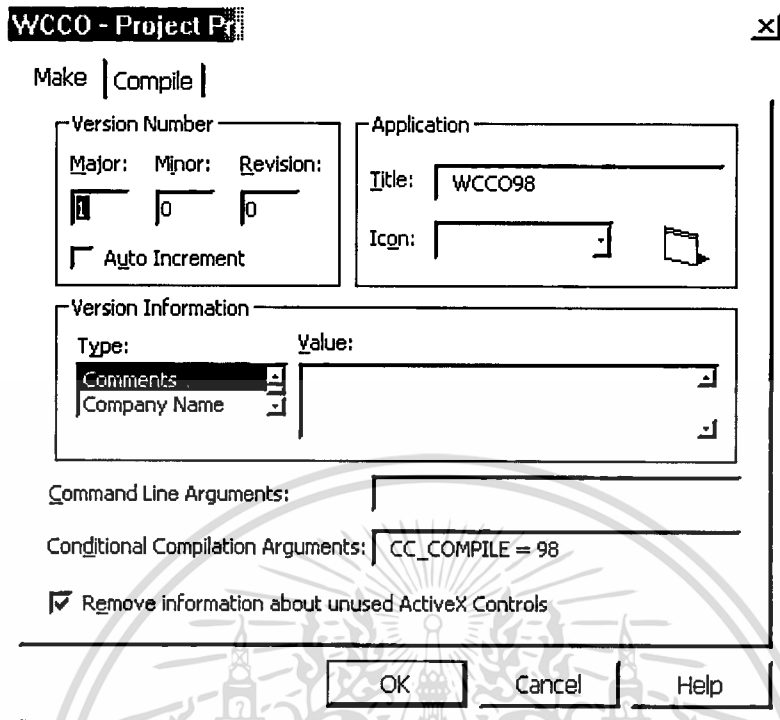 WCCO - Project Pr
Make Compile
Version Number
Major: Minor: Revision:
1 0 0
Auto Increment
Application
Title: WCCO98
Icon:
Version Information
Type: Value:
Comments
Company Name
Command Line Arguments:
Conditional Compilation Arguments: CC_COMPILE = 98
Remove information about unused ActiveX Controls
OK Cancel Help